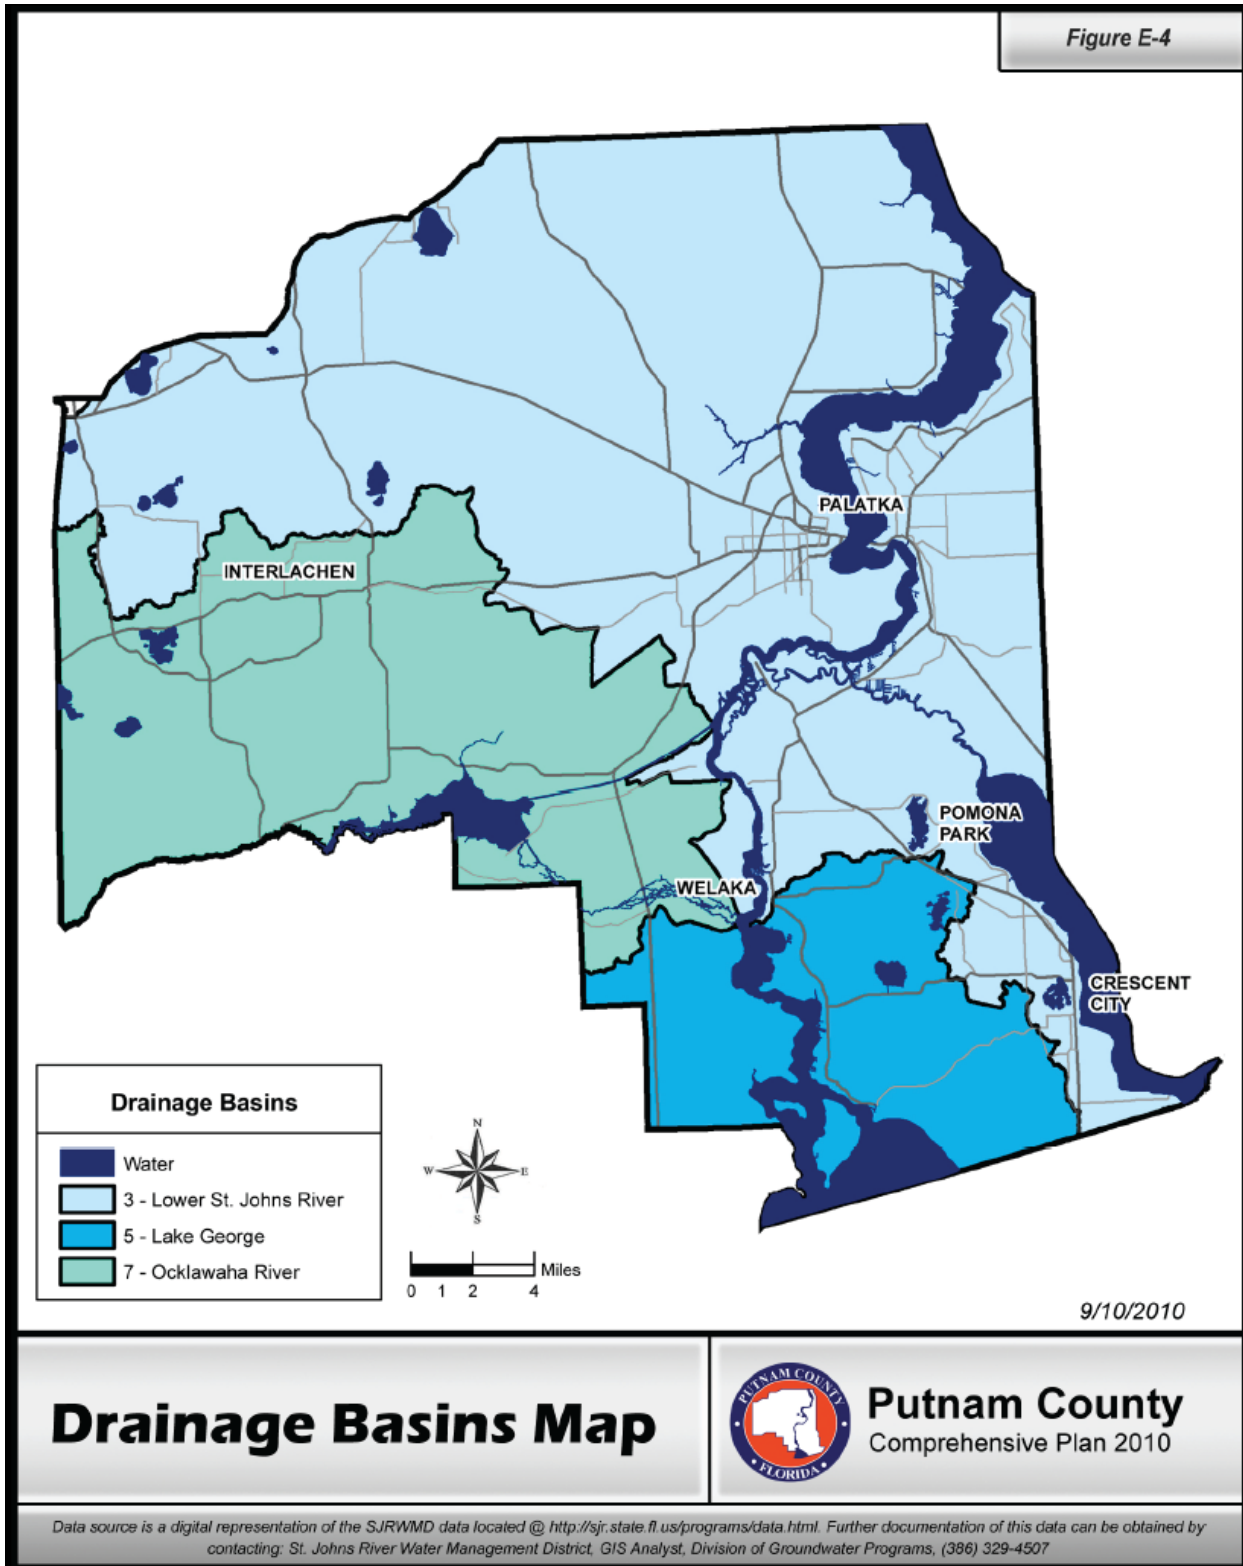 Figure E-4
PALATKA
INTERLACHEN
POMONA
PARK
WELAKA
CRESCENT
CITY
Drainage Basins
Water
3 - Lower St. Johns River
5 - Lake George
7 - Ocklawaha River
N
W
E
S
Miles
0 1 2 4
9/10/2010
Drainage Basins Map
PUTNAM COUNTY
FLORIDA
Putnam County
Comprehensive Plan 2010
Data source is a digital representation of the SJRWMD data located @ http://sjr.state.fl.us/programs/data.html. Further documentation of this data can be obtained by
contacting: St. Johns River Water Management District, GIS Analyst, Division of Groundwater Programs, (386) 329-4507